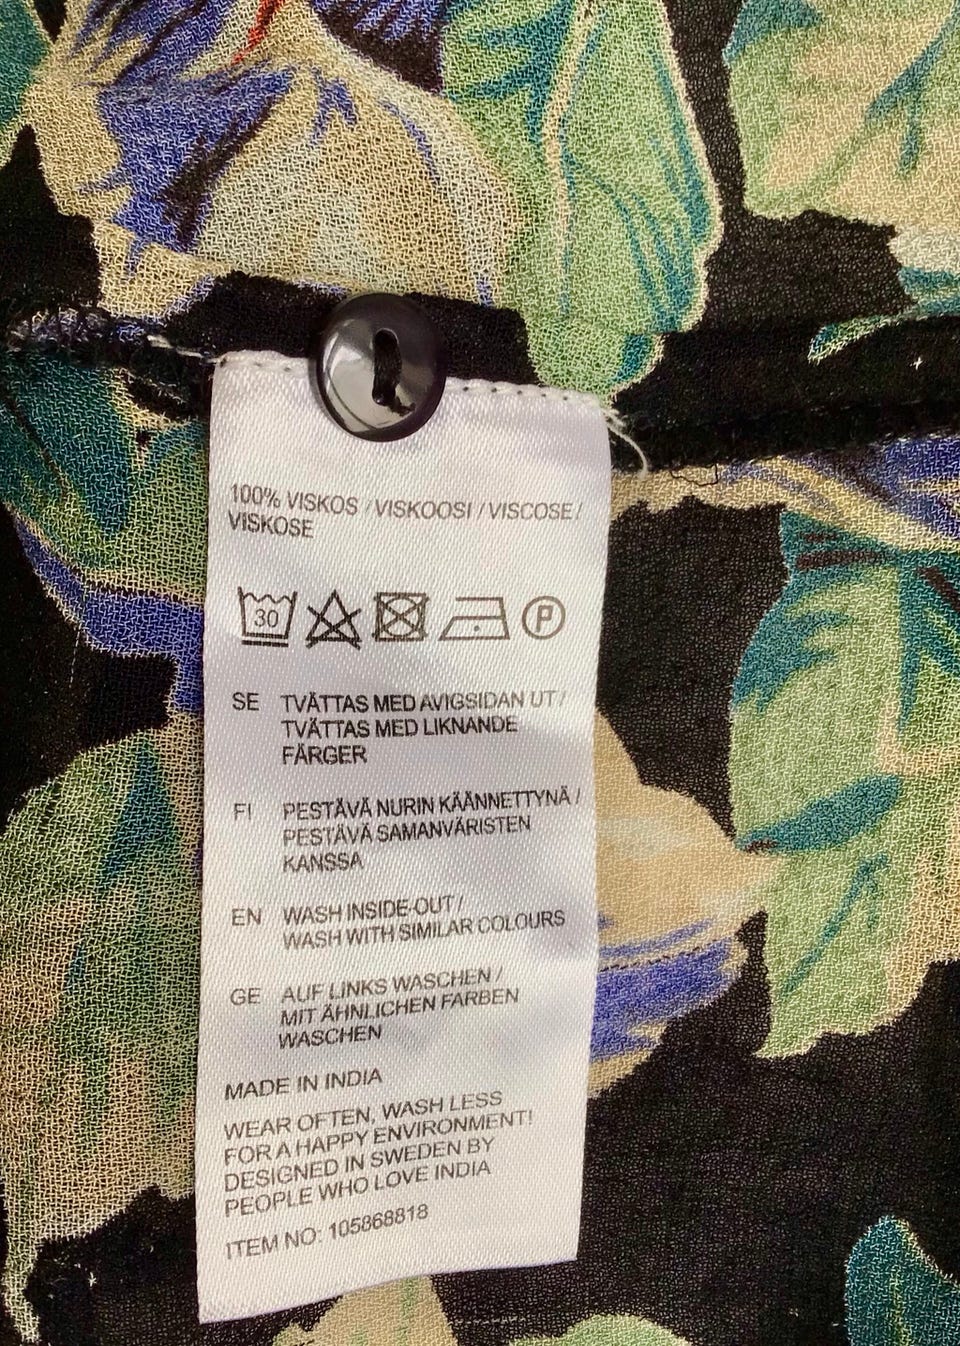 100% VISKOS / VISKOOSI / VISCOSE /
VISKOSE
30 P
SE TVÄTTAS MED AVIGSIDAN UT /
TVÄTTAS MED LIKNANDE
FÄRGER
FI PESTÄVÄ NURIN KÄÄNNETTYNÄ /
PESTÄVÄ SAMANVÄRISTEN
KANSSA
EN WASH INSIDE-OUT /
WASH WITH SIMILAR COLOURS
GE AUF LINKS WASCHEN /
MIT ÄHNLICHEN FARBEN
WASCHEN
MADE IN INDIA
WEAR OFTEN, WASH LESS
FOR A HAPPY ENVIRONMENT!
DESIGNED IN SWEDEN BY
PEOPLE WHO LOVE INDIA
ITEM NO: 105868818